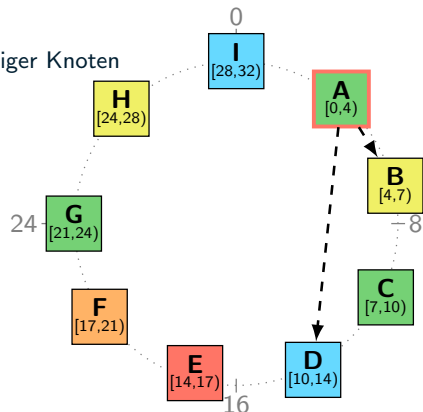 0
iger Knoten
I
[28,32)
A
[0,4)
H
[24,28)
B
[4,7)
G
[21,24)
24
8
C
[7,10)
F
[17,21)
D
[10,14)
E
[14,17)
16